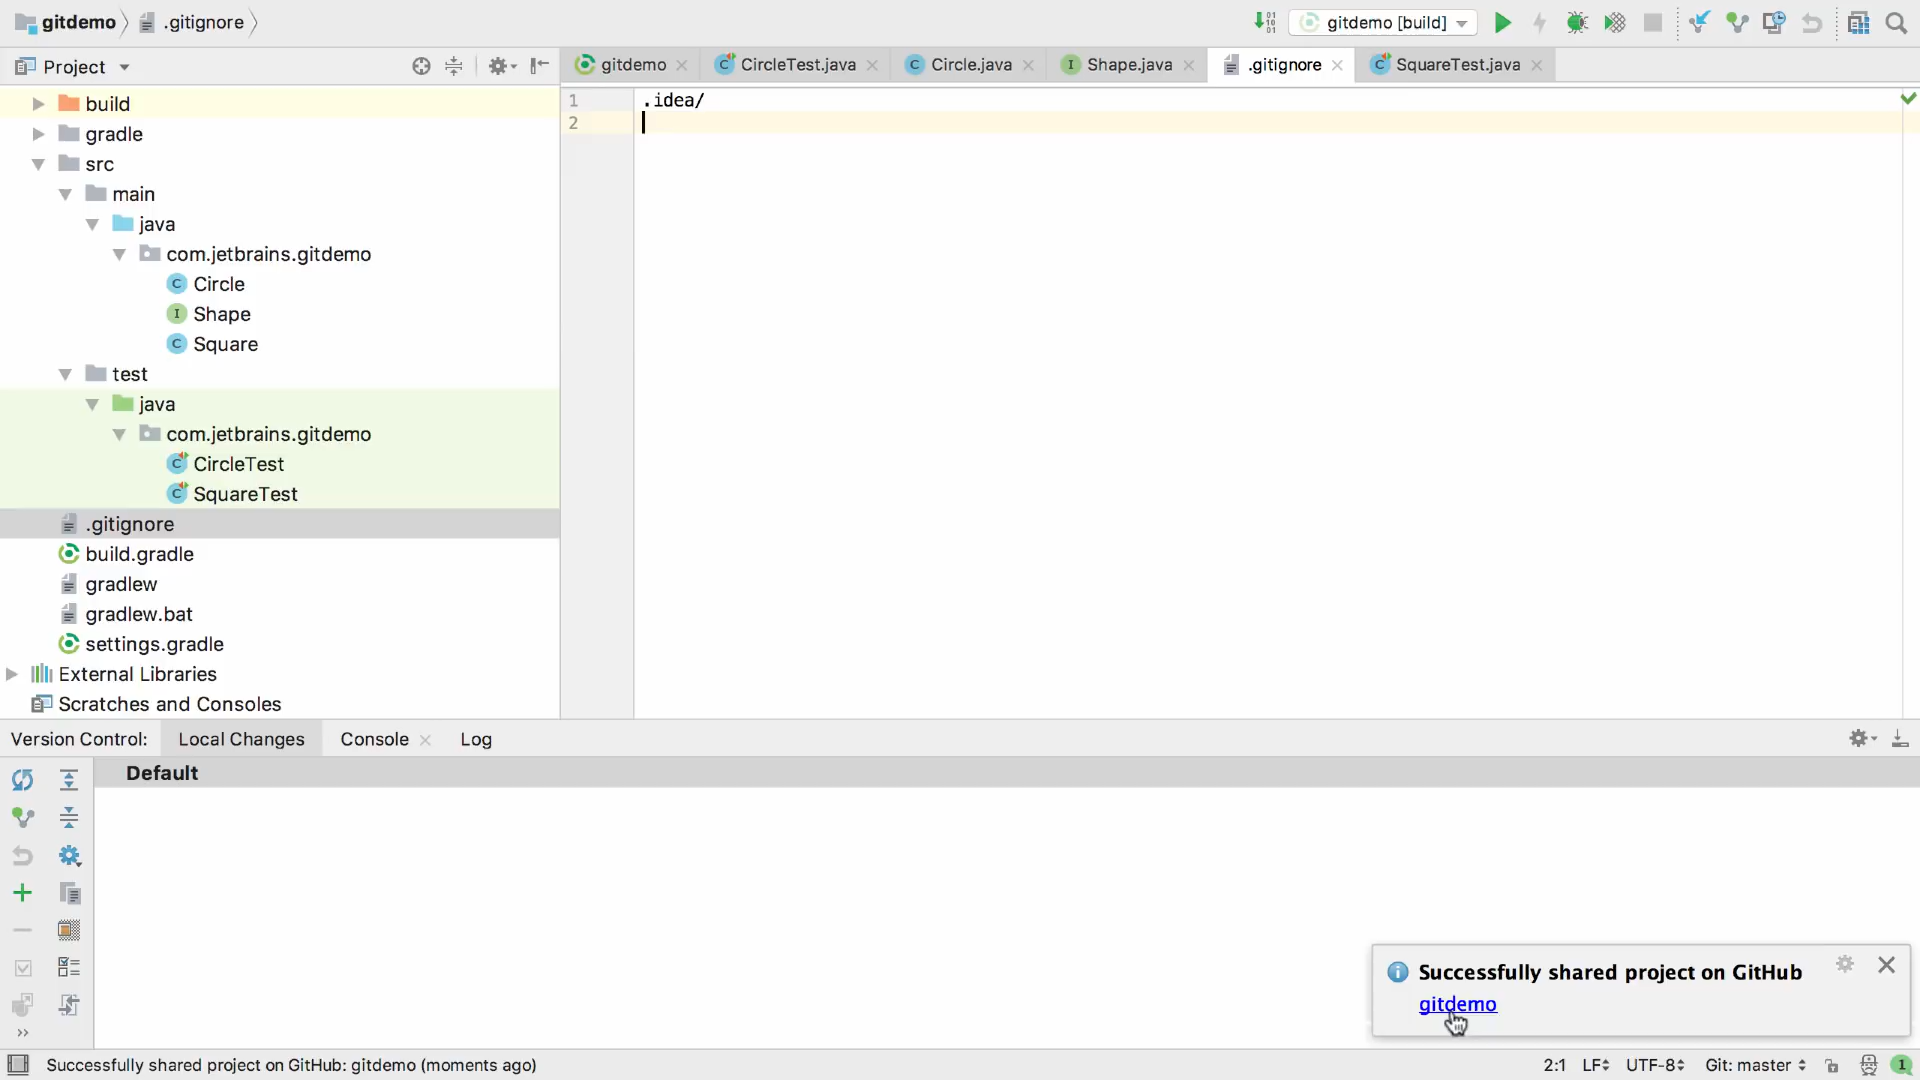 gitdemo .gitignore gitdemo [build]
Project gitdemo CircleTest.java Circle.java Shape.java .gitignore SquareTest.java
build
gradle
src
main
java
com.jetbrains.gitdemo
Circle
Shape
Square
test
java
com.jetbrains.gitdemo
CircleTest
SquareTest
.gitignore
build.gradle
gradlew
gradlew.bat
settings.gradle
External Libraries
Scratches and Consoles
1 .idea/
2
Version Control: Local Changes Console Log
Default
Successfully shared project on GitHub
gitdemo
Successfully shared project on GitHub: gitdemo (moments ago) 2:1 LF UTF-8 Git: master 1